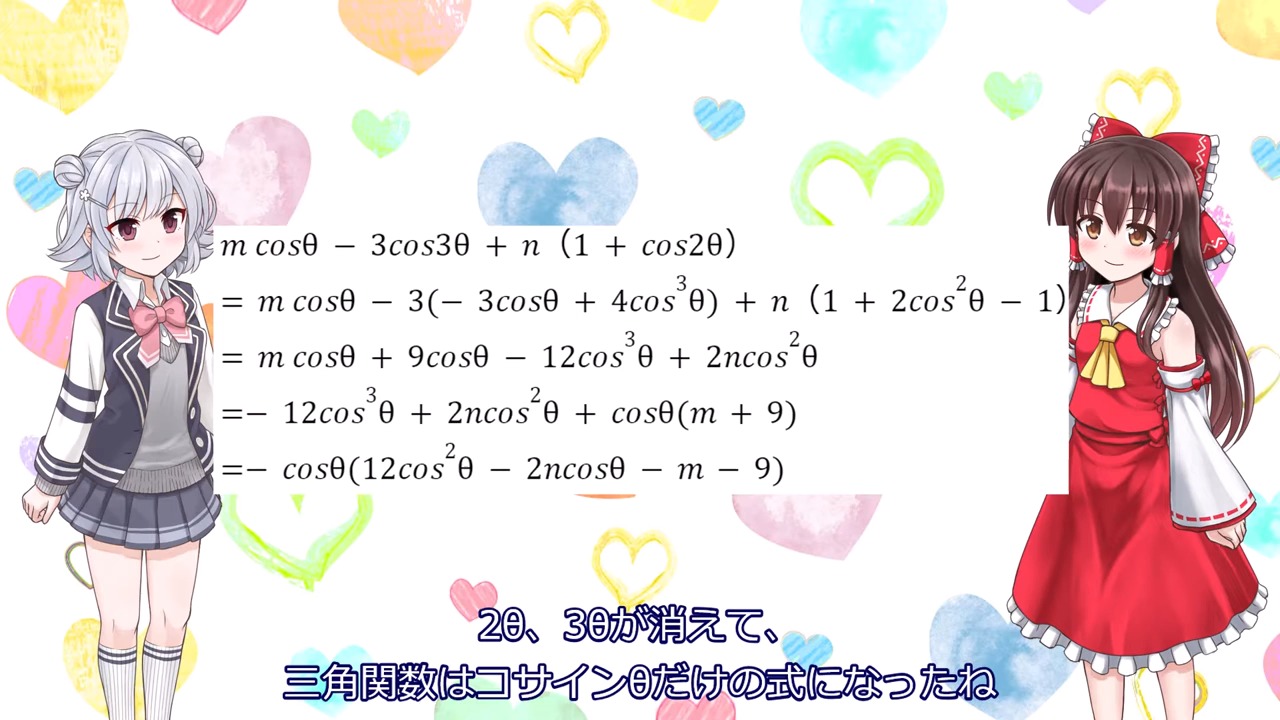 m cosθ − 3cos3θ + n（1 + cos2θ）
= m cosθ − 3(− 3cosθ + 4cos³θ) + n（1 + 2cos²θ − 1）
= m cosθ + 9cosθ − 12cos³θ + 2ncos²θ
=− 12cos³θ + 2ncos²θ + cosθ(m + 9)
=− cosθ(12cos²θ − 2ncosθ − m − 9)
2θ、3θが消えて、
三角関数はコサインθだけの式になったね